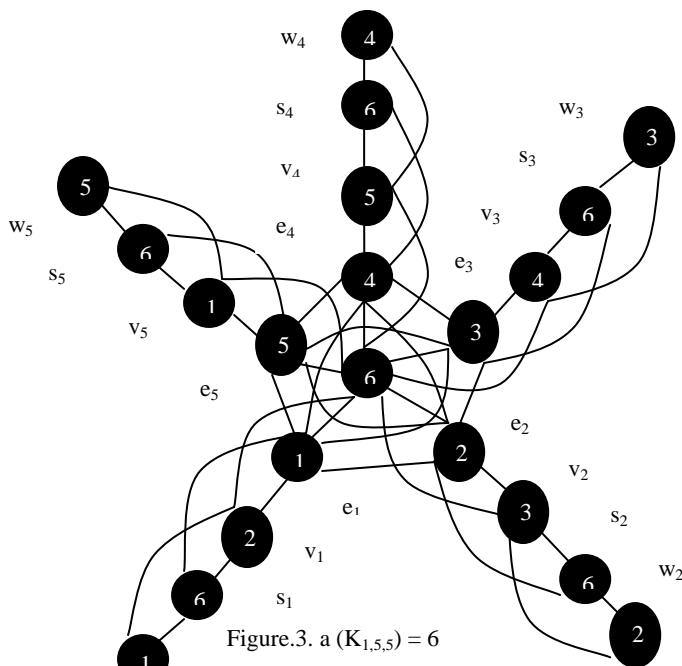 w4 4
s4 6
w3 3
s3
v4 5
5 6
v3
w5 e4
6 4 e3 4
s5
1
v5 5 3
6
e5
e2
1 2
v2
e1 3
s2
2
v1
6 w2
6 s1
2
1
Figure.3. a (K1,5,5) = 6